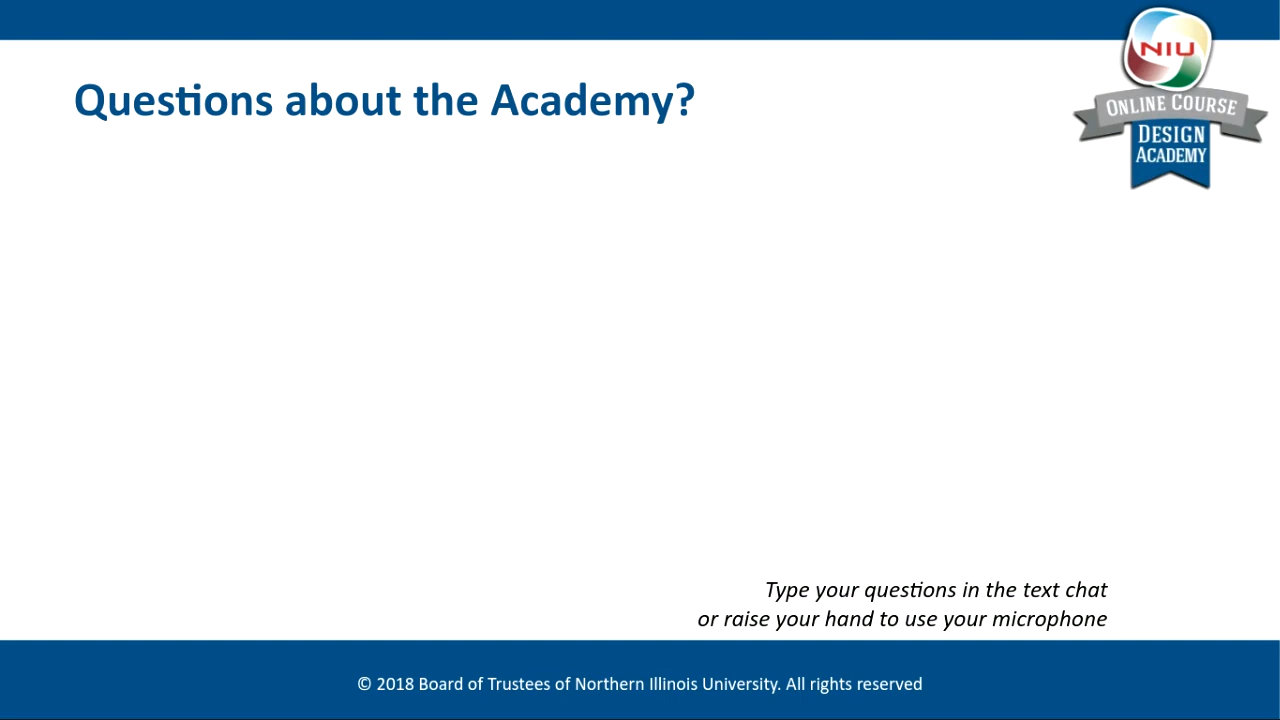 NIU
ONLINE COURSE
DESIGN
ACADEMY
Questions about the Academy?
Type your questions in the text chat
or raise your hand to use your microphone
© 2018 Board of Trustees of Northern Illinois University. All rights reserved